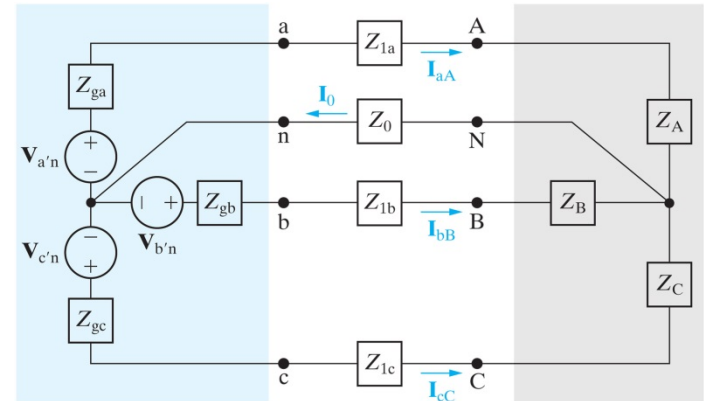 a Z1a A
IaA
Zga
I0
Z0 ZA
n N
+
Va′n
−
− + Zgb Z1b ZB
b B
Vb′n IbB
−
Vc′n
+
ZC
Zgc
Z1c
c C
IcC